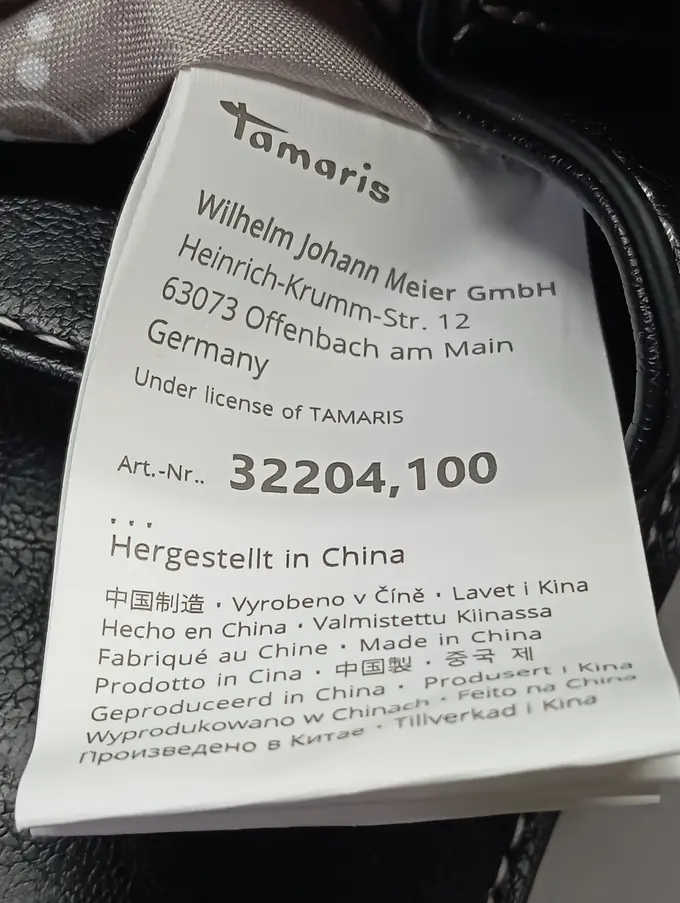 Tamaris
Wilhelm Johann Meier GmbH
Heinrich-Krumm-Str. 12
63073 Offenbach am Main
Germany
Under license of TAMARIS
Art.-Nr.. 32204,100
...
Hergestellt in China
中国制造 · Vyrobeno v Číně · Lavet i Kina
Hecho en China · Valmistettu Kiinassa
Fabriqué au Chine · Made in China
Prodotto in Cina · 中国製 · 중국 제
Geproduceerd in China · Produsert i Kina
Wyprodukowano w Chinach · Feito na China
Произведено в Китае · Tillverkad i Kina